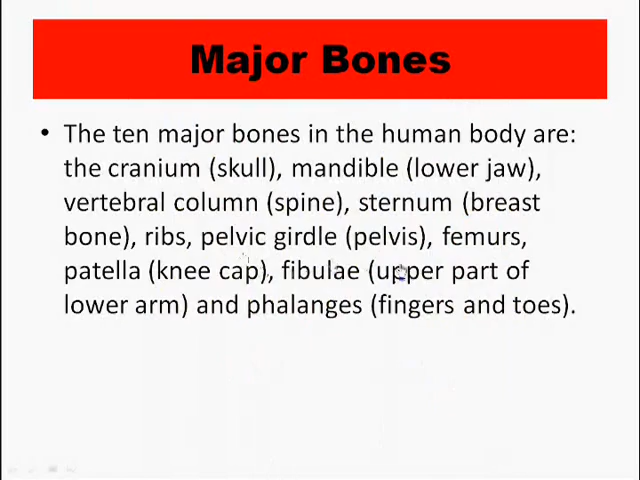 Major Bones
• The ten major bones in the human body are:
the cranium (skull), mandible (lower jaw),
vertebral column (spine), sternum (breast
bone), ribs, pelvic girdle (pelvis), femurs,
patella (knee cap), fibulae (upper part of
lower arm) and phalanges (fingers and toes).